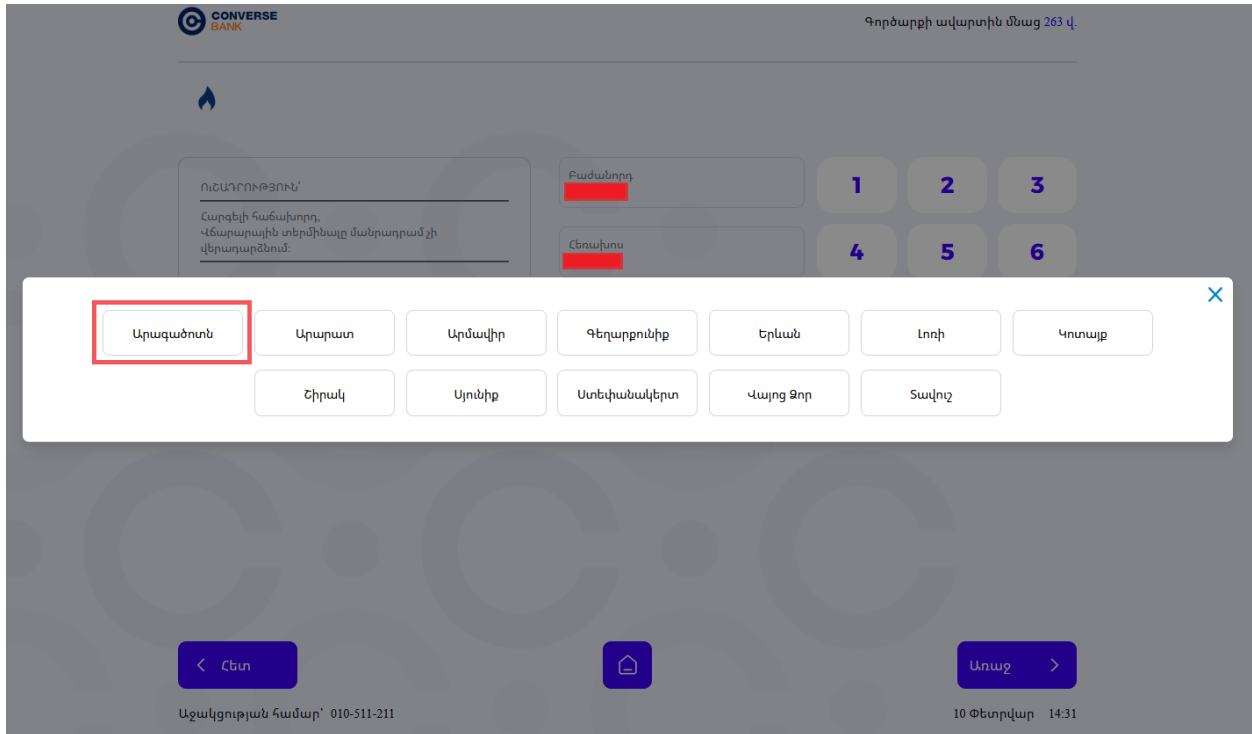 CONVERSE
BANK
Գործարքի ավարտին մնաց 263 վ.
ՈւՇԱԴՐՈՒԹՅՈՒՆ՝
Հարգելի հաճախորդ,
Վճարարային տերմինալը մանրադրամ չի
վերադարձնում:
Բաժանորդ
Հեռախոս
1 2 3
4 5 6
Արագածոտն Արարատ Արմավիր Գեղարքունիք Երևան Լոռի Կոտայք
Շիրակ Սյունիք Ստեփանակերտ Վայոց Ձոր Տավուշ
Հետ
Առաջ
Աջակցության համար՝ 010-511-211
10 Փետրվար 14:31